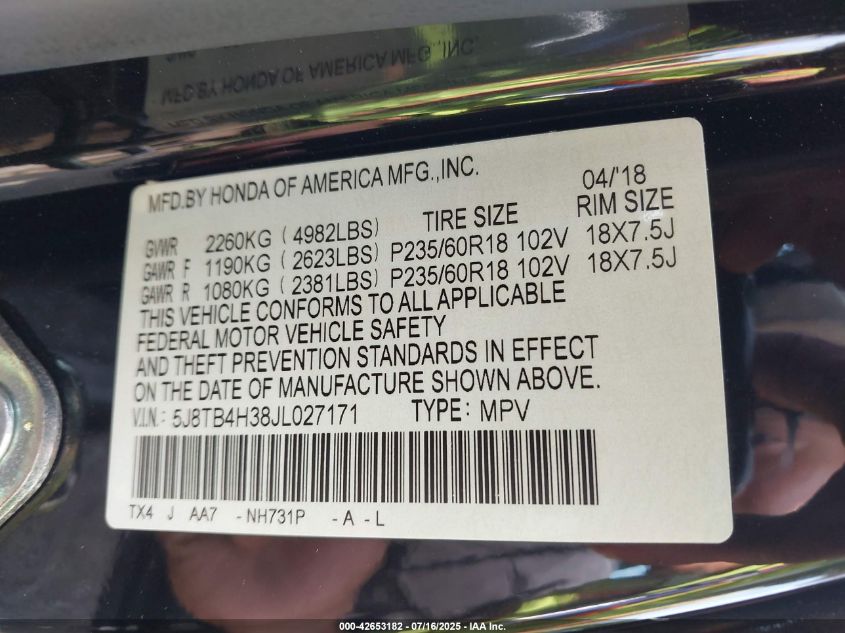 MFD.BY HONDA OF AMERICA MFG.,INC.
04/'18
GVWR 2260KG ( 4982LBS) TIRE SIZE RIM SIZE
GAWR F 1190KG ( 2623LBS) P235/60R18 102V 18X7.5J
GAWR R 1080KG ( 2381LBS) P235/60R18 102V 18X7.5J
THIS VEHICLE CONFORMS TO ALL APPLICABLE
FEDERAL MOTOR VEHICLE SAFETY
AND THEFT PREVENTION STANDARDS IN EFFECT
ON THE DATE OF MANUFACTURE SHOWN ABOVE.
V.I.N.: 5J8TB4H38JL027171 TYPE: MPV
TX4 J AA7 -NH731P -A-L
000-42653182 - 07/16/2025 - IAA Inc.